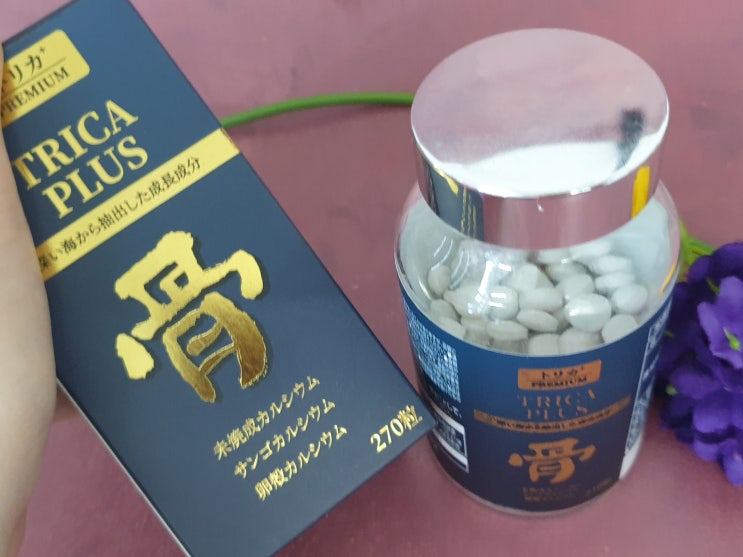 トリカ+
PREMIUM
TRICA
PLUS
深い海から抽出した成長成分
骨
未焼成カルシウム
サンゴカルシウム
卵殻カルシウム
270粒
トリカ+
PREMIUM
TRICA
PLUS
骨